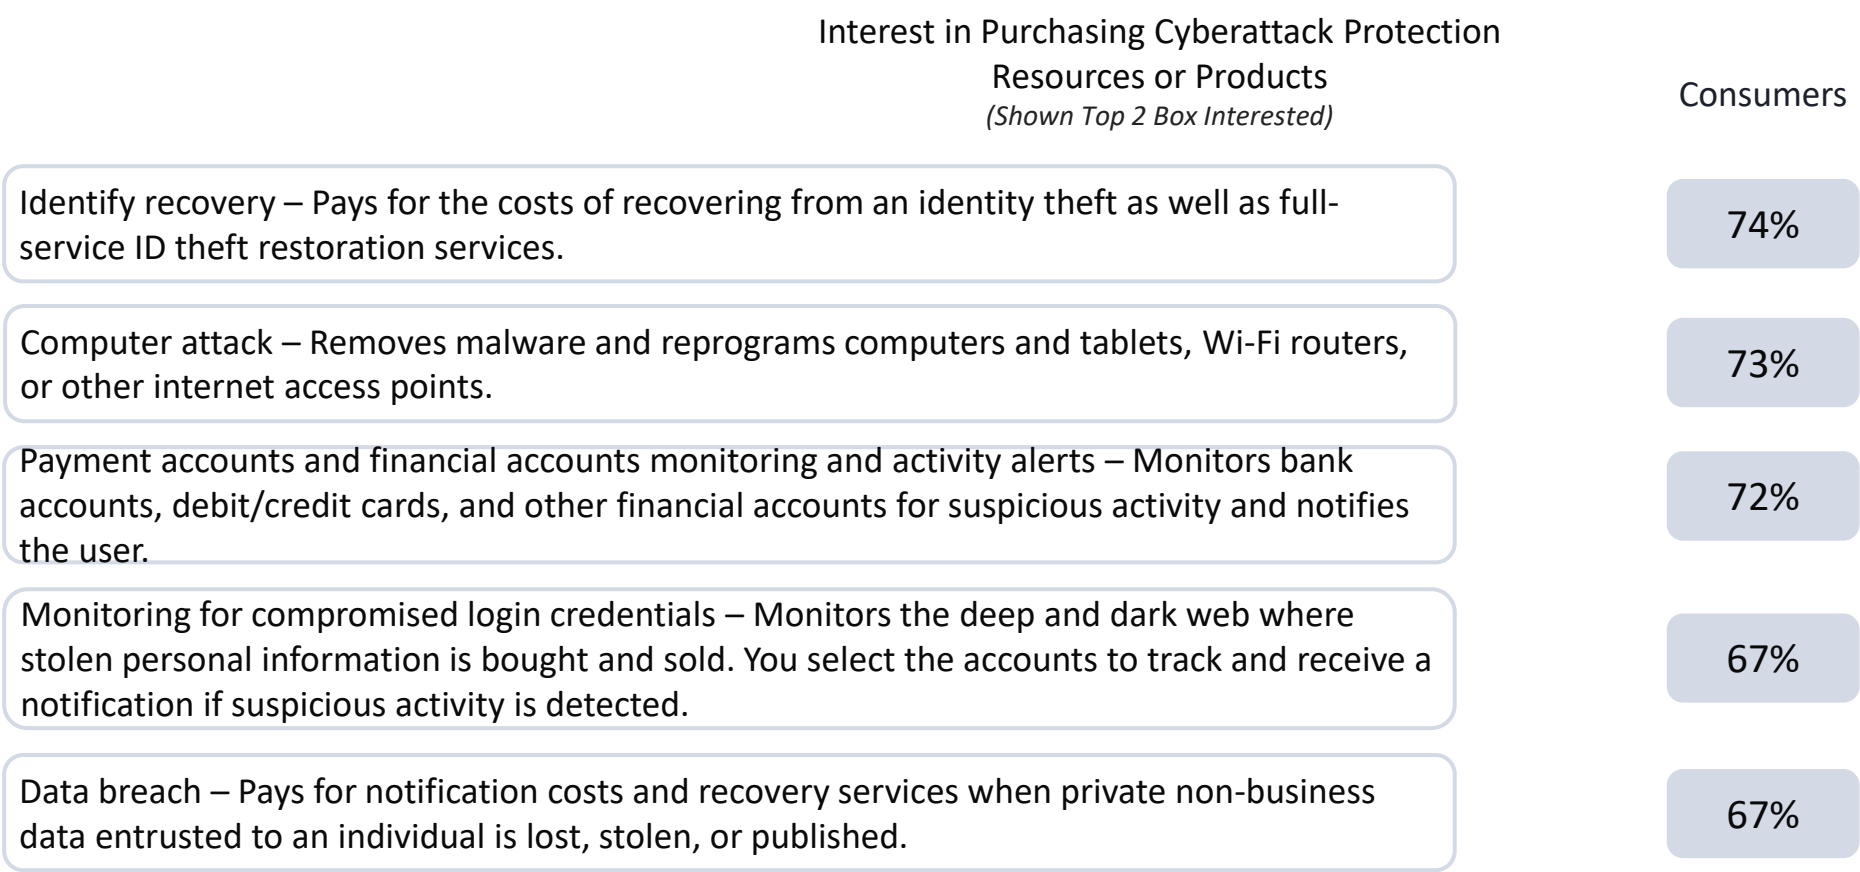 Interest in Purchasing Cyberattack Protection
Resources or Products
(Shown Top 2 Box Interested)
Consumers
Identify recovery – Pays for the costs of recovering from an identity theft as well as full-
service ID theft restoration services.
74%
Computer attack – Removes malware and reprograms computers and tablets, Wi-Fi routers,
or other internet access points.
73%
Payment accounts and financial accounts monitoring and activity alerts – Monitors bank
accounts, debit/credit cards, and other financial accounts for suspicious activity and notifies
the user.
72%
Monitoring for compromised login credentials – Monitors the deep and dark web where
stolen personal information is bought and sold. You select the accounts to track and receive a
notification if suspicious activity is detected.
67%
Data breach – Pays for notification costs and recovery services when private non-business
data entrusted to an individual is lost, stolen, or published.
67%